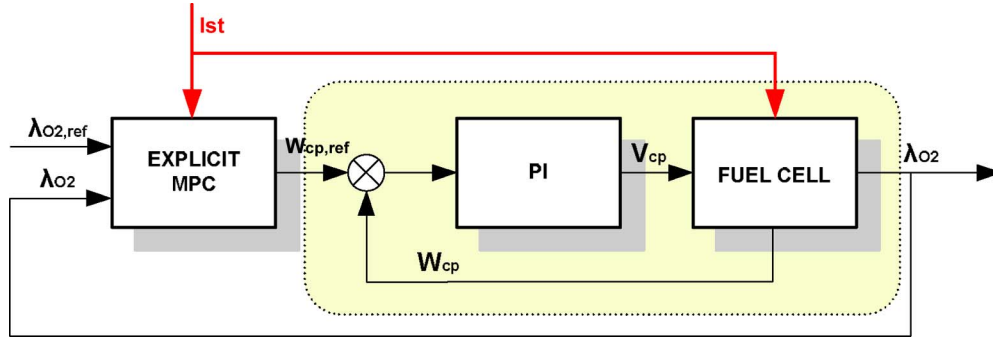 Ist
λO2,ref
λO2
EXPLICIT
MPC
Wcp,ref
PI
Vcp
FUEL CELL
λO2
Wcp